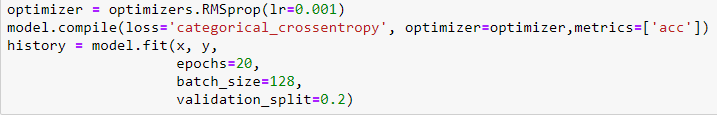 optimizer = optimizers.RMSprop(lr=0.001)
model.compile(loss='categorical_crossentropy', optimizer=optimizer,metrics=['acc'])
history = model.fit(x, y,
                    epochs=20,
                    batch_size=128,
                    validation_split=0.2)